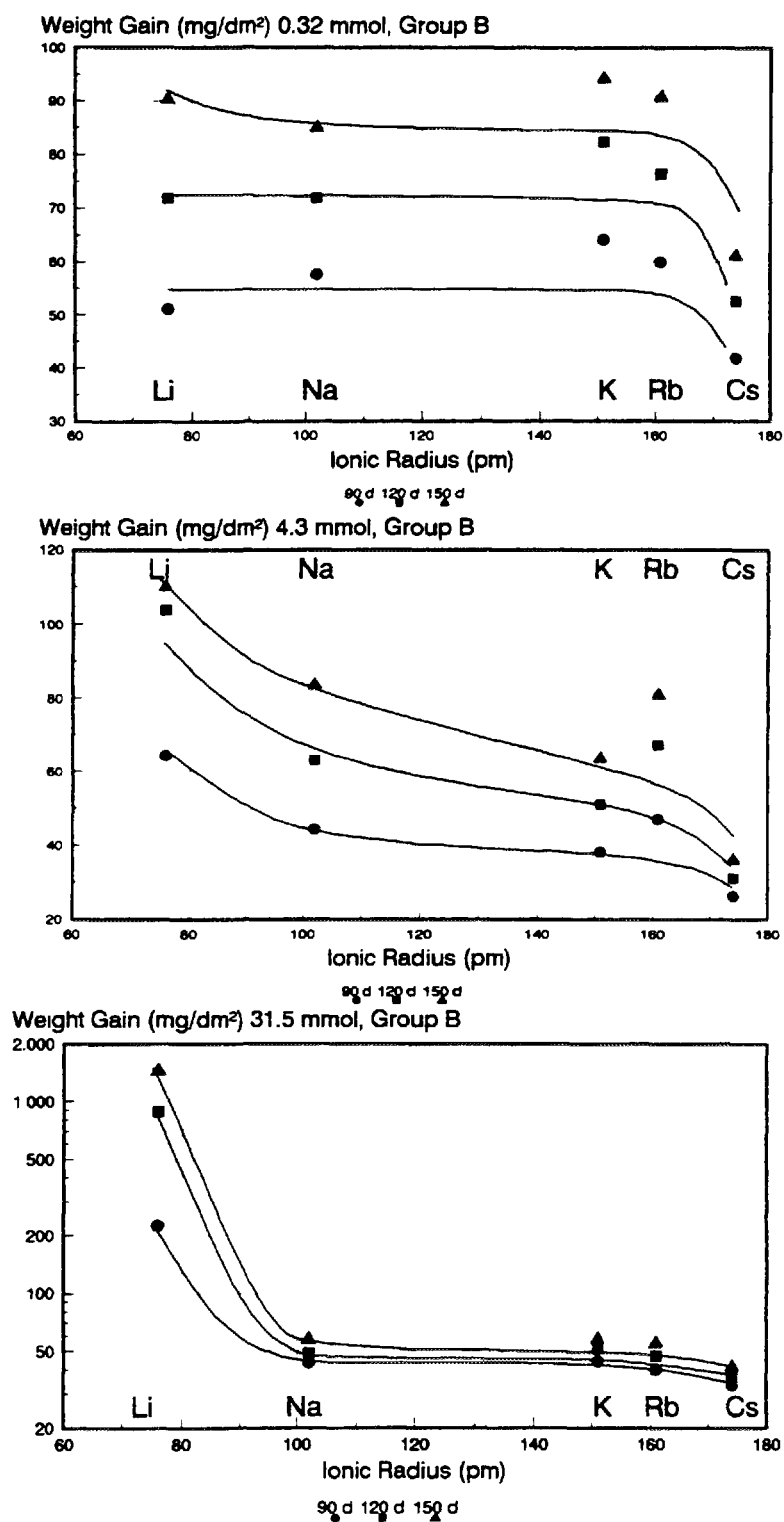 Weight Gain (mg/dm²) 0.32 mmol, Group B
100
90
80
70
60
50
40
30
Li Na K Rb Cs
60 80 100 120 140 160 180
Ionic Radius (pm)
90 d 120 d 150 d
Weight Gain (mg/dm²) 4.3 mmol, Group B
120
Li Na K Rb Cs
100
80
60
40
20
60 80 100 120 140 160 180
Ionic Radius (pm)
90 d 120 d 150 d
Weight Gain (mg/dm²) 31.5 mmol, Group B
2.000
1 000
500
200
100
50
Li Na K Rb Cs
20
60 80 100 120 140 160 180
Ionic Radius (pm)
90 d 120 d 150 d